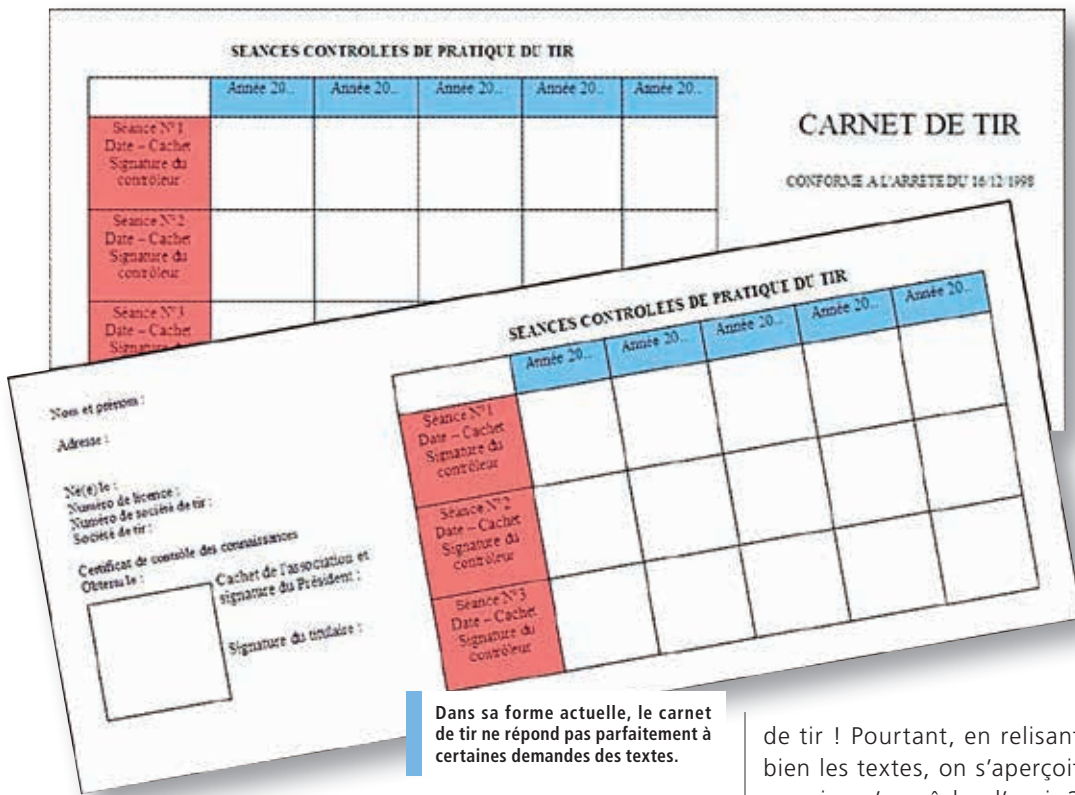 SEANCES CONTROLEES DE PRATIQUE DU TIR
Année 20... Année 20... Année 20... Année 20... Année 20...
Séance N°1
Date – Cachet
Signature du
contrôleur
Séance N°2
Date – Cachet
Signature du
contrôleur
Séance N°3
Date – Cachet
Signature du
CARNET DE TIR
CONFORME A L'ARRETE DU 16/12/1998
Nom et prénom :
Adresse :
Né(e) le :
Numéro de licence :
Numéro de société de tir :
Société de tir :
Certificat de contrôle des connaissances
Obtenu le :
Cachet de l'association et
signature du Président :
Signature du titulaire :
SEANCES CONTROLEES DE PRATIQUE DU TIR
Année 20... Année 20... Année 20... Année 20... Année 20...
Séance N°1
Date – Cachet
Signature du
contrôleur
Séance N°2
Date – Cachet
Signature du
contrôleur
Séance N°3
Date – Cachet
Signature du
contrôleur
Dans sa forme actuelle, le carnet
de tir ne répond pas parfaitement à
certaines demandes des textes.
de tir ! Pourtant, en relisant
bien les textes, on s'aperçoit